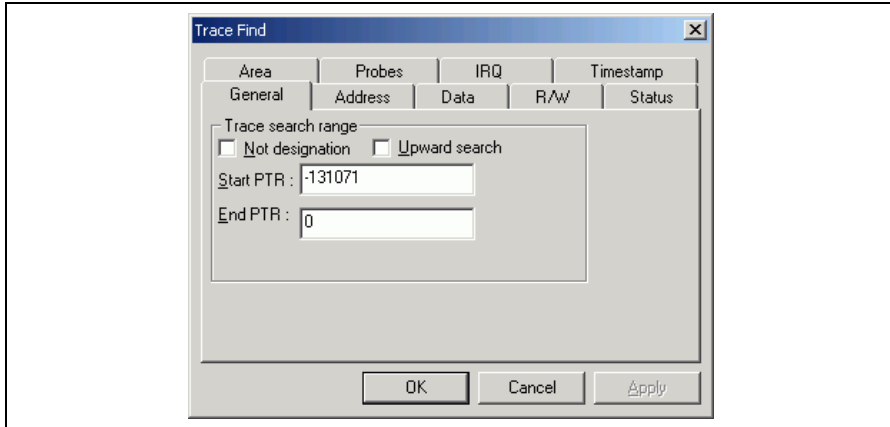 Trace Find
Area Probes IRQ Timestamp
General Address Data R/W Status
Trace search range
Not designation Upward search
Start PTR : -131071
End PTR : 0
OK Cancel Apply